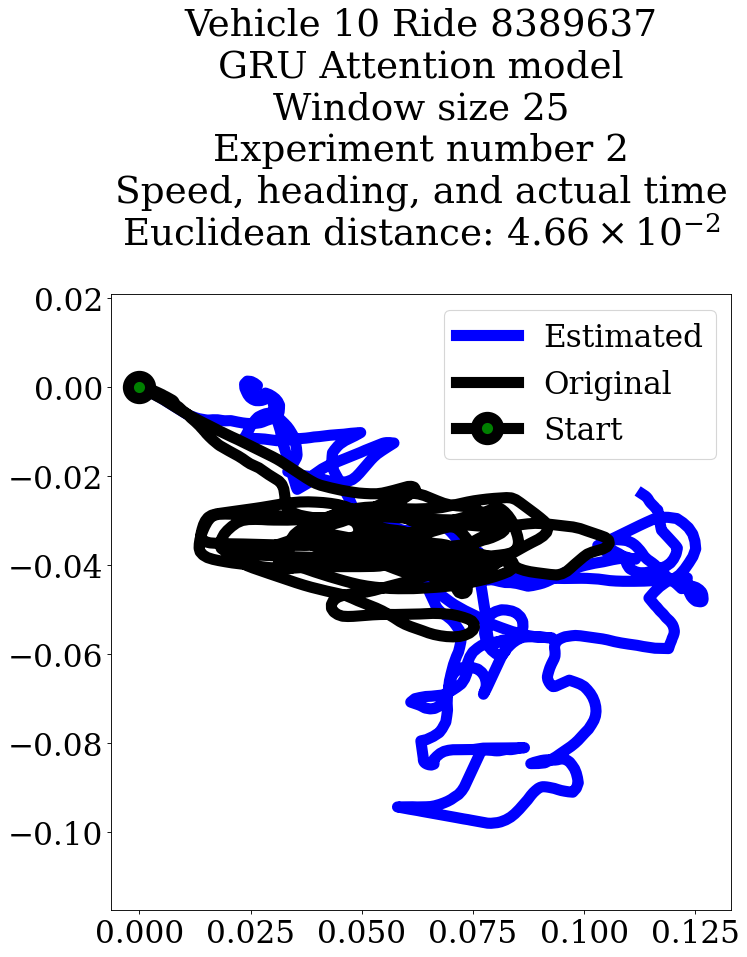 Vehicle 10 Ride 8389637
GRU Attention model
Window size 25
Experiment number 2
Speed, heading, and actual time
Euclidean distance: 4.66 × 10⁻²
Estimated
Original
Start
0.02
0.00
−0.02
−0.04
−0.06
−0.08
−0.10
0.000 0.025 0.050 0.075 0.100 0.125